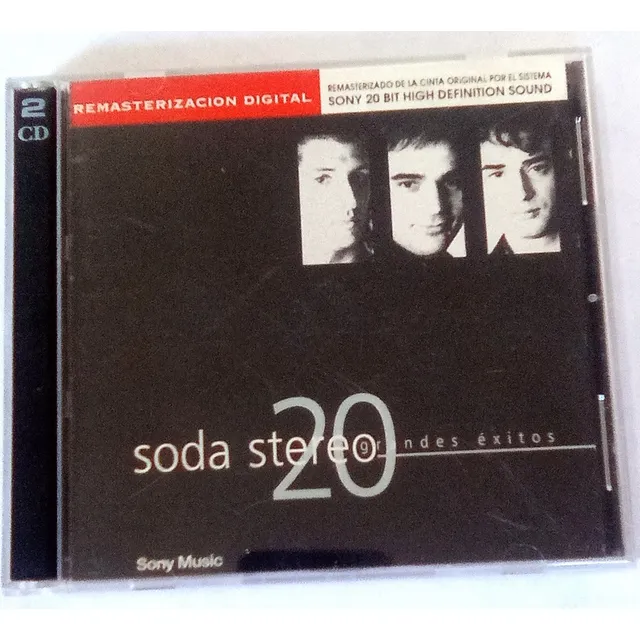 2
CD
REMASTERIZACION DIGITAL
REMASTERIZADO DE LA CINTA ORIGINAL POR EL SISTEMA
SONY 20 BIT HIGH DEFINITION SOUND
soda stereo
20
grandes éxitos
Sony Music